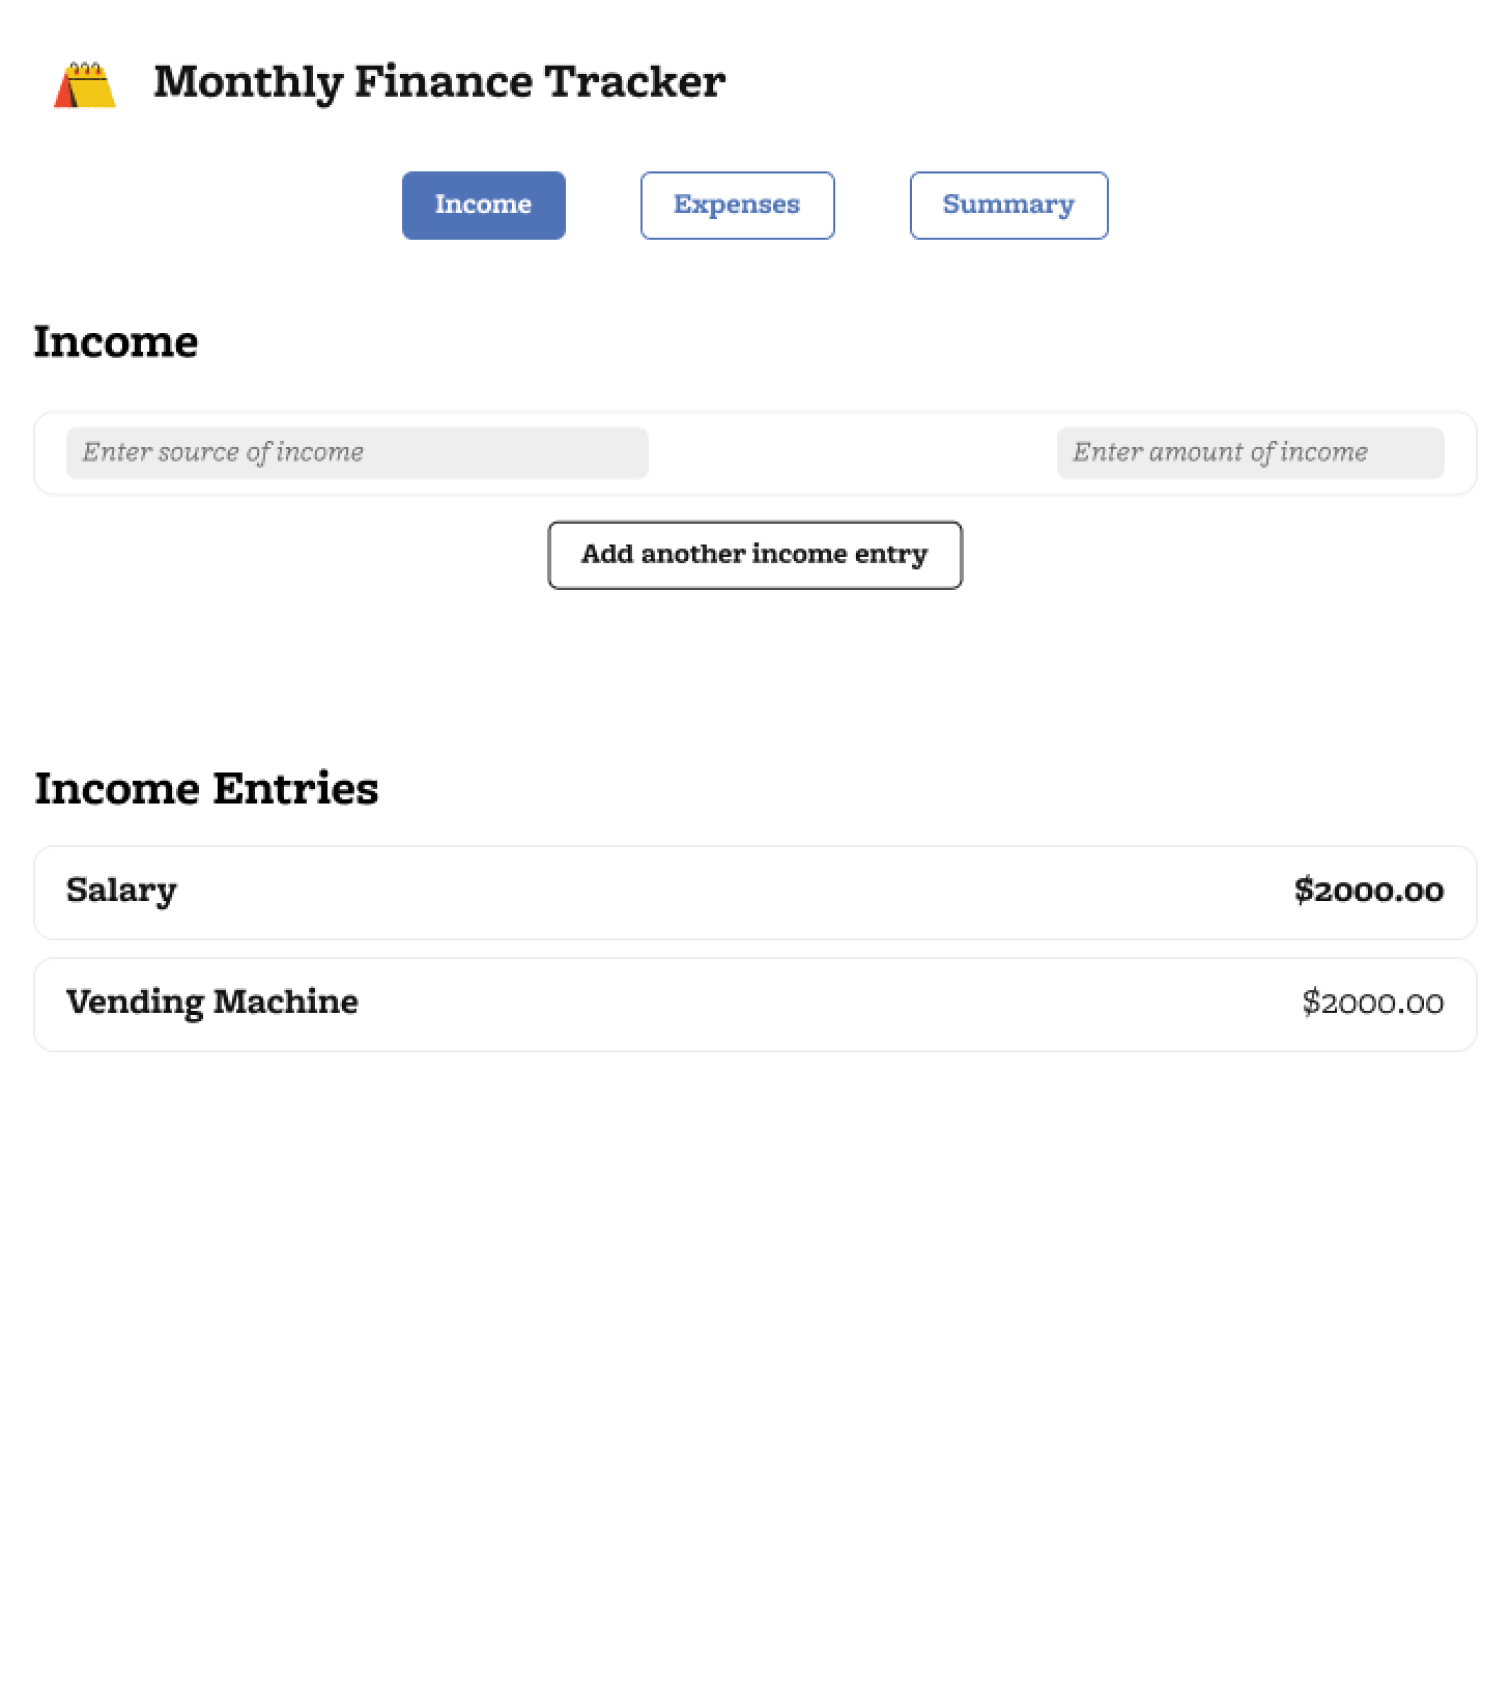 Monthly Finance Tracker
Income Expenses Summary
Income
Enter source of income Enter amount of income
Add another income entry
Income Entries
Salary $2000.00
Vending Machine $2000.00